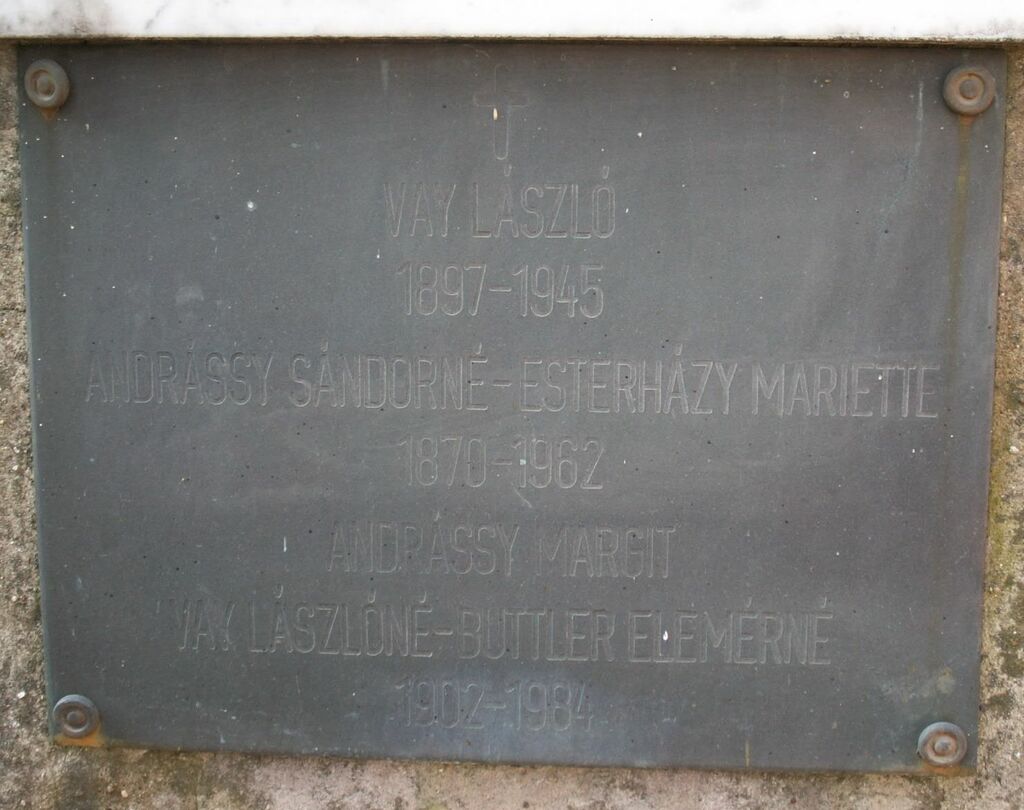 VAY LÁSZLÓ
1897-1945
ANDRÁSSY SÁNDORNÉ-ESTERHÁZY MARIETTE
1870-1962
ANDRÁSSY MARGIT
VAY LÁSZLÓNÉ-BUTTLER ELEMÉRNÉ
1902-1984